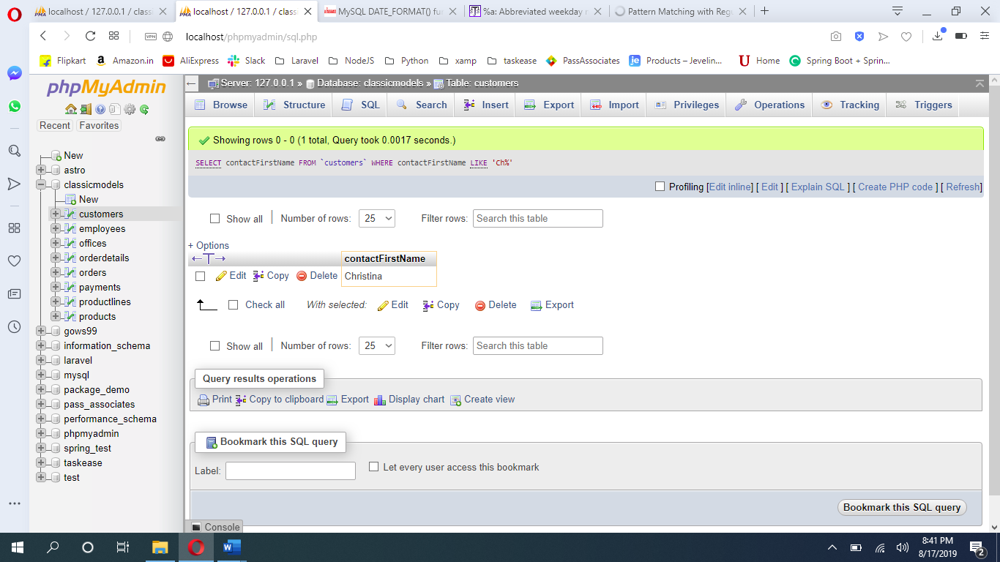 localhost / 127.0.0.1 / classi
localhost / 127.0.0.1 / classi
MySQL DATE_FORMAT() fu
%a: Abbreviated weekday
Pattern Matching with Reg
VPN
localhost/phpmyadmin/sql.php
Flipkart
Amazon.in
AliExpress
Slack
Laravel
NodeJS
Python
xamp
taskease
PassAssociates
Products – Jevelin...
Home
Spring Boot + Sprin...
phpMyAdmin
Recent
Favorites
New
astro
classicmodels
New
customers
employees
offices
orderdetails
orders
payments
productlines
products
gows99
information_schema
laravel
mysql
package_demo
pass_associates
performance_schema
phpmyadmin
spring_test
taskease
test
Server: 127.0.0.1 » Database: classicmodels » Table: customers
Browse
Structure
SQL
Search
Insert
Export
Import
Privileges
Operations
Tracking
Triggers
Showing rows 0 - 0 (1 total, Query took 0.0017 seconds.)
SELECT contactFirstName FROM `customers` WHERE contactFirstName LIKE 'Ch%'
Profiling [Edit inline] [ Edit ] [ Explain SQL ] [ Create PHP code ] [ Refresh]
Show all | Number of rows: 25 Filter rows: Search this table
+ Options
←T→ contactFirstName
Edit Copy Delete Christina
Check all With selected: Edit Copy Delete Export
Show all | Number of rows: 25 Filter rows: Search this table
Query results operations
Print Copy to clipboard Export Display chart Create view
Bookmark this SQL query
Label:
Let every user access this bookmark
Bookmark this SQL query
Console
8:41 PM
8/17/2019
2